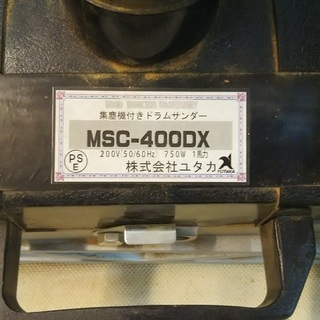 集塵機付きドラムサンダー
MSC-400DX
200V(50/60Hz) 750W 1馬力
PS
E
株式会社ユタカ
YUTAKA